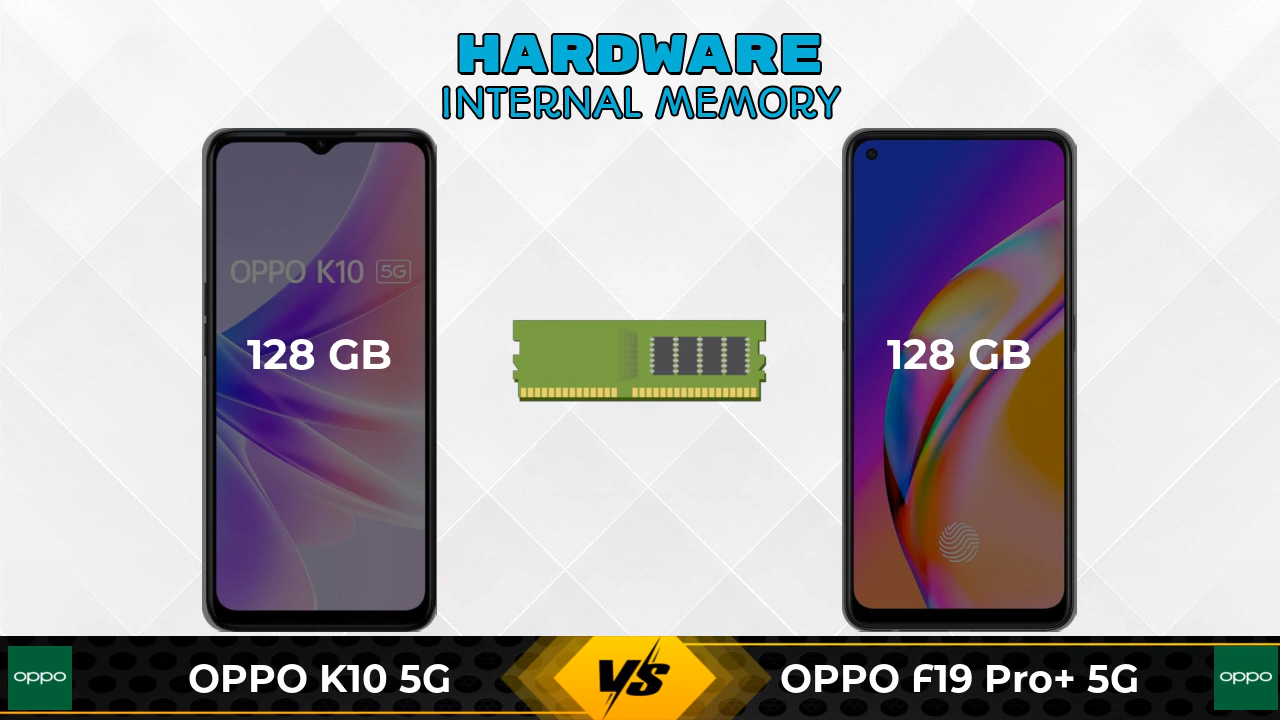 HARDWARE
INTERNAL MEMORY
OPPO K10 5G
128 GB
128 GB
oppo
OPPO K10 5G
VS
OPPO F19 Pro+ 5G
oppo